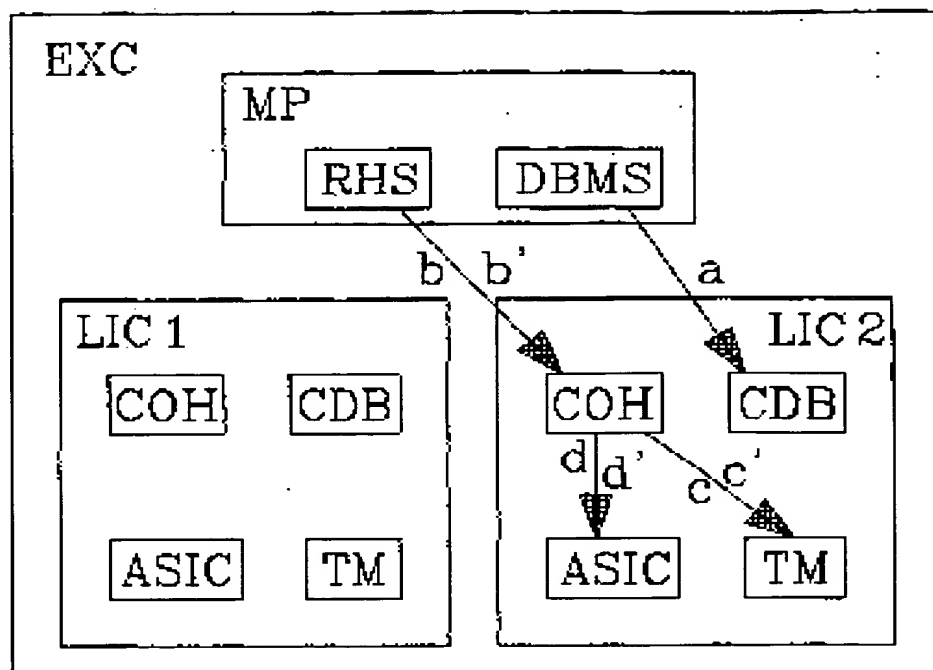 EXC
MP
RHS DBMS
b b' a
LIC 1 LIC 2
COH CDB COH CDB
d d' c c'
ASIC TM ASIC TM